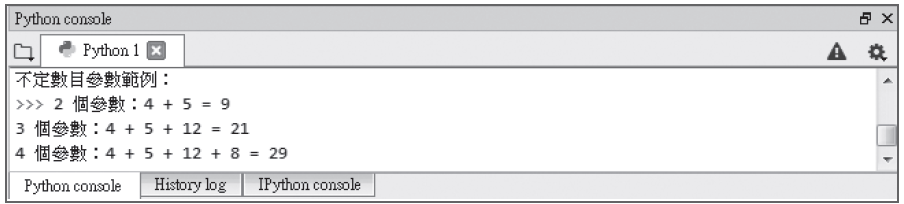 Python console
Python 1
不定數目參數範例：
>>> 2 個參數：4 + 5 = 9
3 個參數：4 + 5 + 12 = 21
4 個參數：4 + 5 + 12 + 8 = 29
Python console History log IPython console